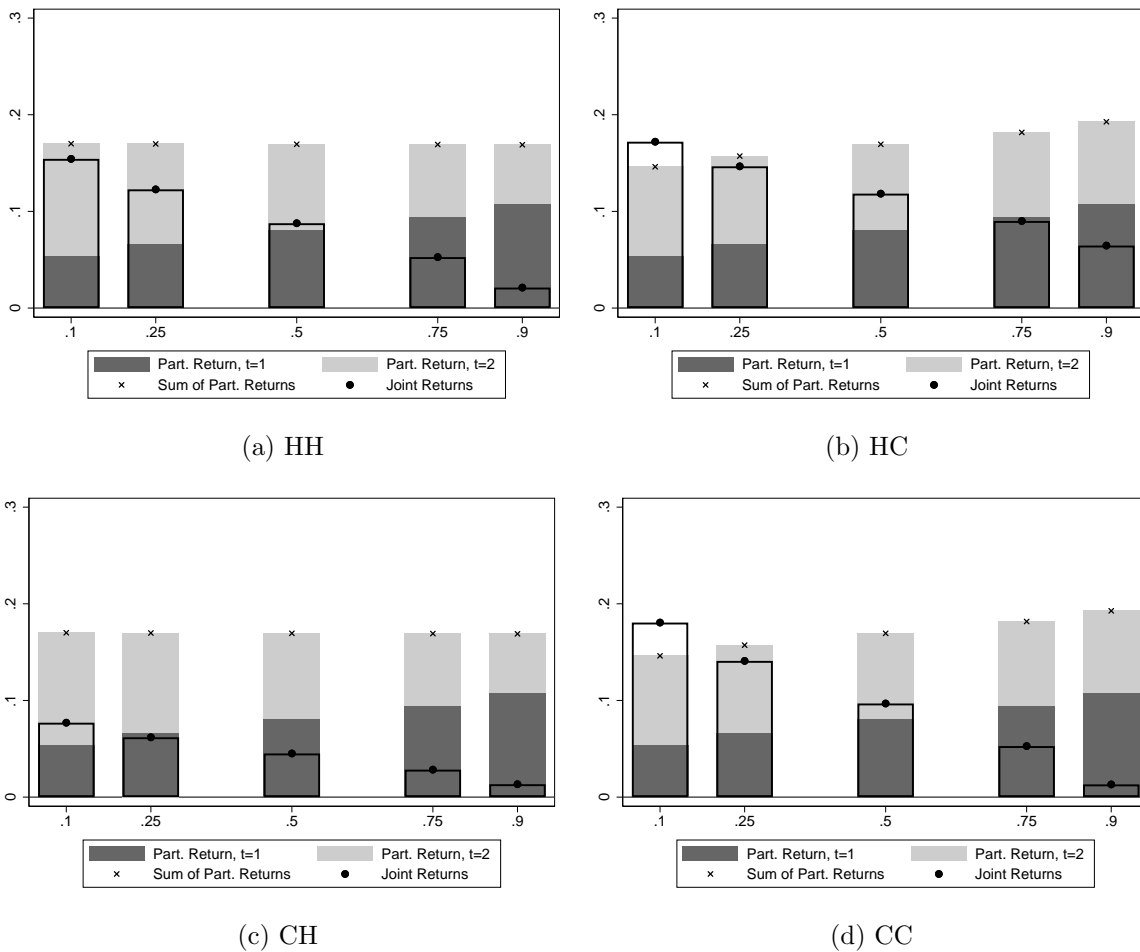 .3
.2
.1
0
.1 .25 .5 .75 .9
Part. Return, t=1 Part. Return, t=2
× Sum of Part. Returns ● Joint Returns
(a) HH
.3
.2
.1
0
.1 .25 .5 .75 .9
Part. Return, t=1 Part. Return, t=2
× Sum of Part. Returns ● Joint Returns
(b) HC
.3
.2
.1
0
.1 .25 .5 .75 .9
Part. Return, t=1 Part. Return, t=2
× Sum of Part. Returns ● Joint Returns
(c) CH
.3
.2
.1
0
.1 .25 .5 .75 .9
Part. Return, t=1 Part. Return, t=2
× Sum of Part. Returns ● Joint Returns
(d) CC